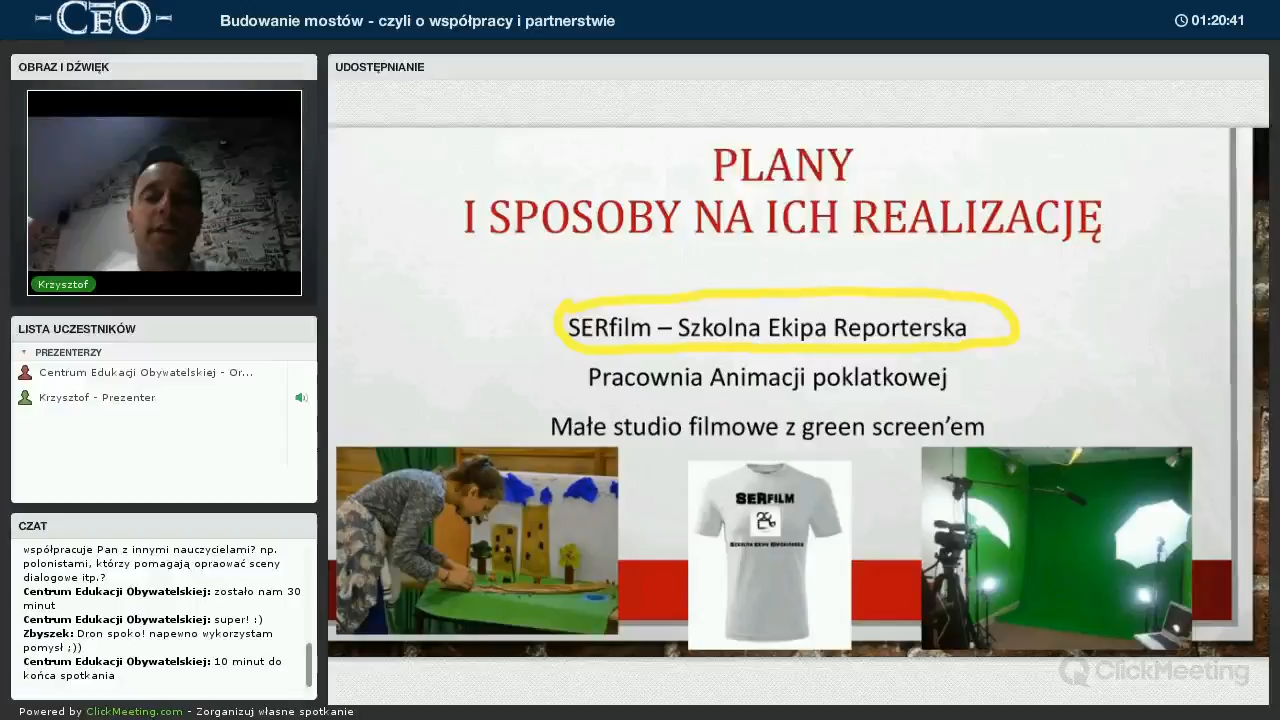 CEO
Budowanie mostów - czyli o współpracy i partnerstwie
01:20:41
OBRAZ I DŹWIĘK
Krzysztof
LISTA UCZESTNIKÓW
PREZENTERZY
Centrum Edukacji Obywatelskiej - Or...
Krzysztof - Prezenter
CZAT
współpracuje Pan z innymi nauczycielami? np.
polonistami, którzy pomagają opraować sceny
dialogowe itp.?
Centrum Edukacji Obywatelskiej: zostało nam 30
minut
Centrum Edukacji Obywatelskiej: super! :)
Zbyszek: Dron spoko! napewno wykorzystam
pomysł ;))
Centrum Edukacji Obywatelskiej: 10 minut do
końca spotkania
UDOSTĘPNIANIE
PLANY
I SPOSOBY NA ICH REALIZACJĘ
SERfilm – Szkolna Ekipa Reporterska
Pracownia Animacji poklatkowej
Małe studio filmowe z green screen’em
SERFILM
SZKOLNA EKIPA REPORTERSKA
ClickMeeting
Powered by ClickMeeting.com - Zorganizuj własne spotkanie